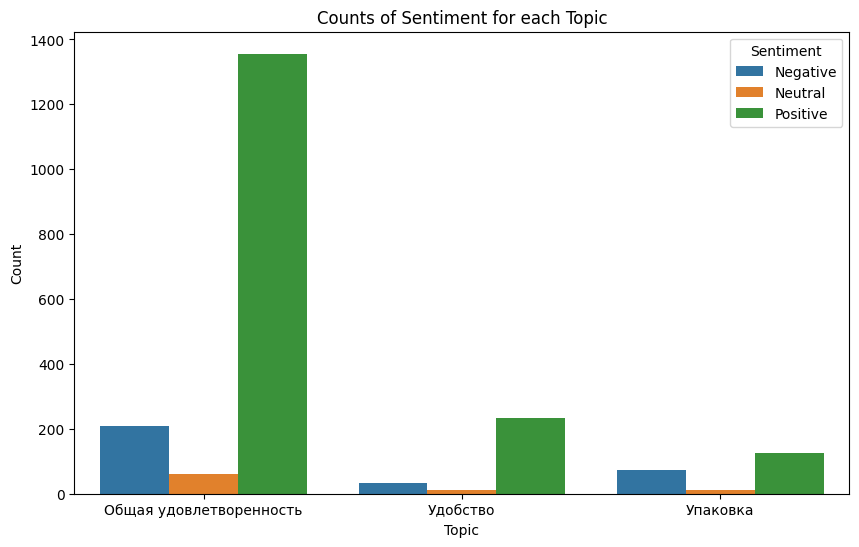 Counts of Sentiment for each Topic
Sentiment
Negative
Neutral
Positive
Count
1400
1200
1000
800
600
400
200
0
Общая удовлетворенность Удобство Упаковка
Topic